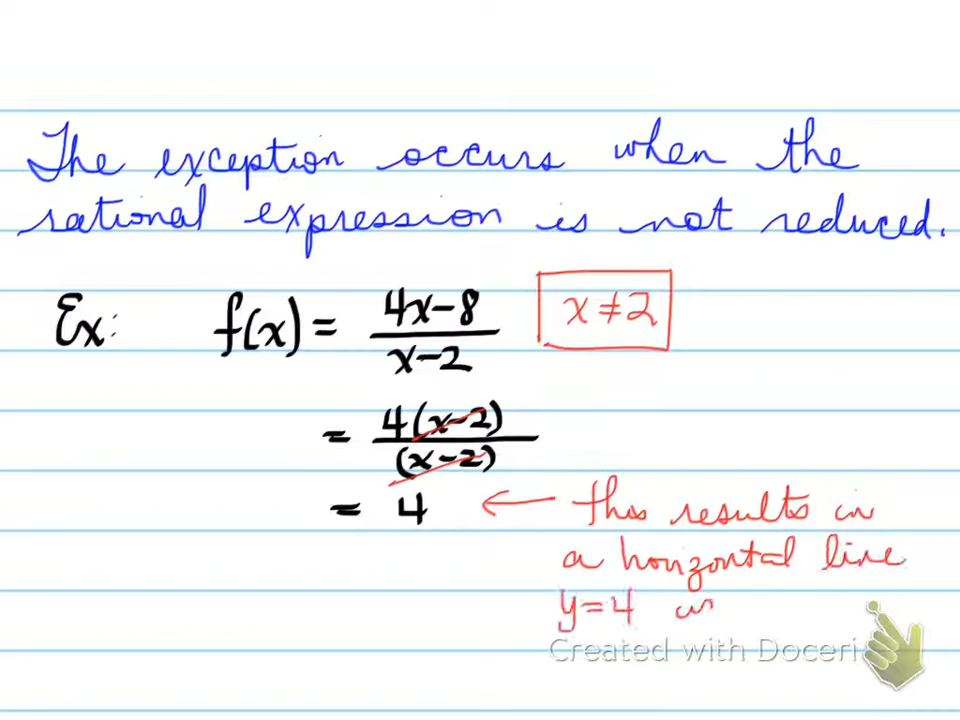 The exception occurs when the
rational expression is not reduced.
Ex: f(x) = (4x-8)/(x-2) x≠2
= 4(x-2)/(x-2)
= 4 ← this results in
a horizontal line
y=4
Created with Doceri